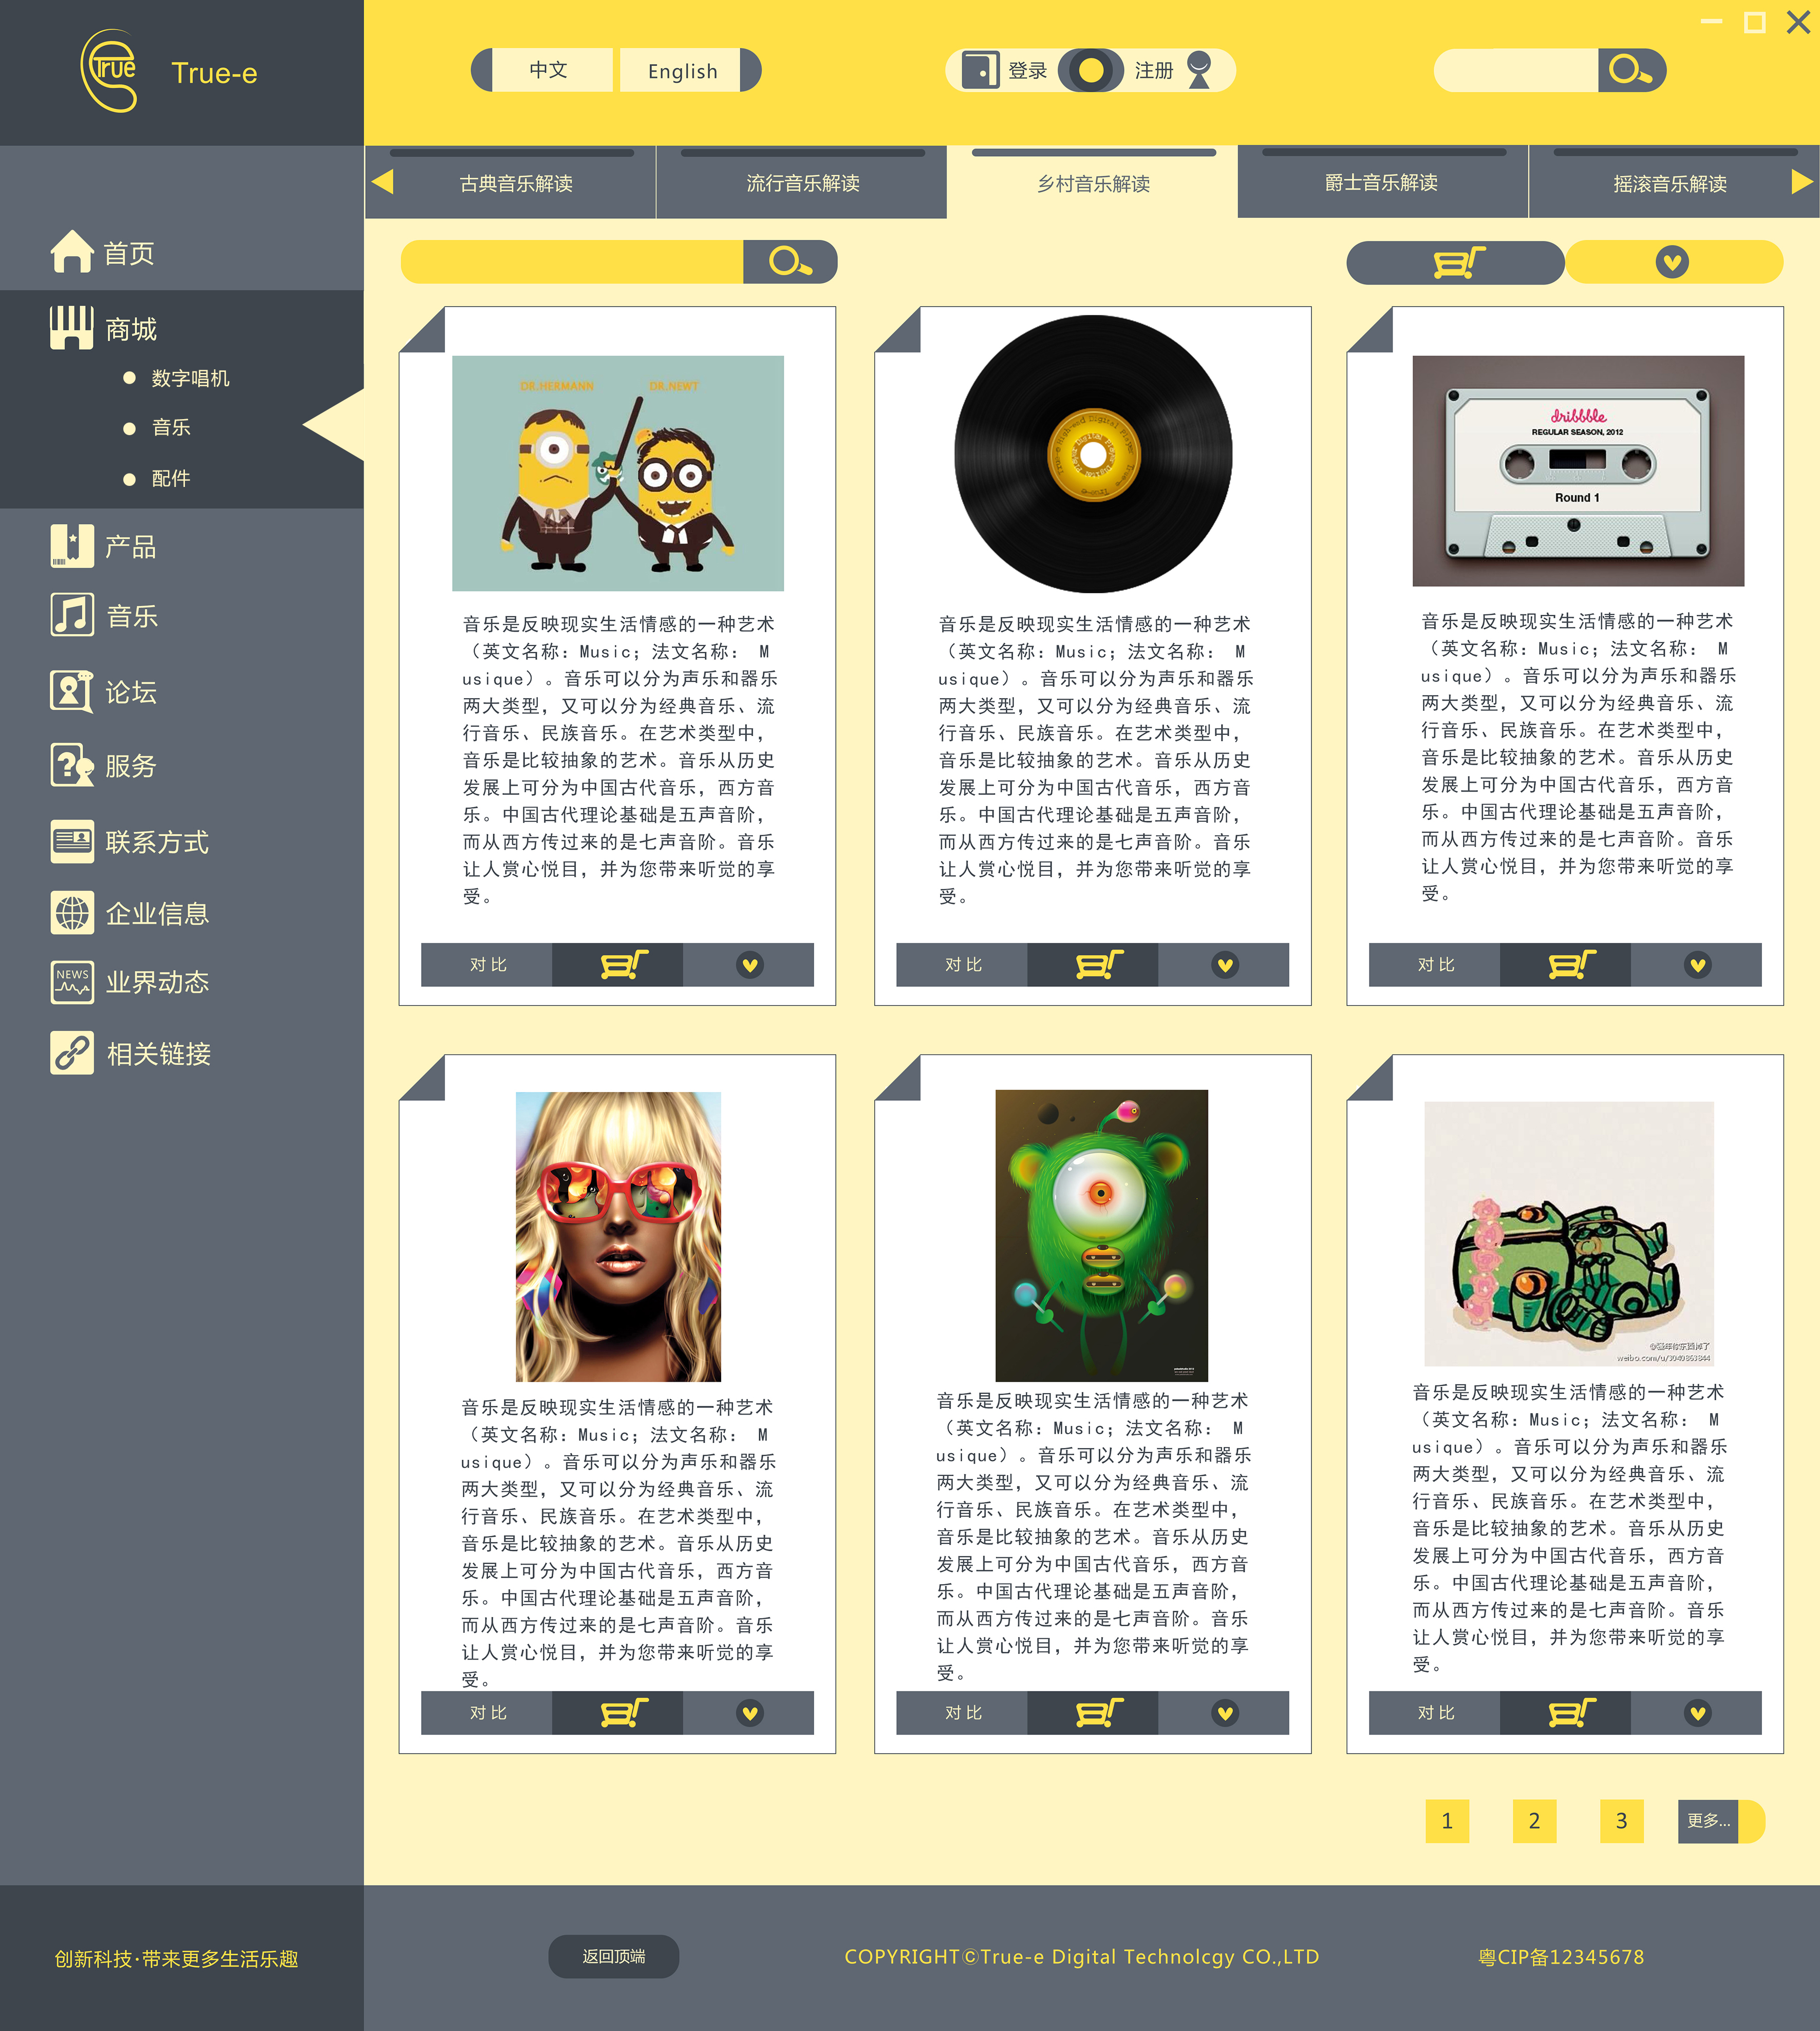 True
True-e
中文
English
登录
注册
古典音乐解读
流行音乐解读
乡村音乐解读
爵士音乐解读
摇滚音乐解读
首页
商城
数字唱机
音乐
配件
产品
音乐
论坛
服务
联系方式
企业信息
NEWS
业界动态
相关链接
DR.HERMANN
DR.NEWT
音乐是反映现实生活情感的一种艺术
（英文名称：Music；法文名称： M
usique）。音乐可以分为声乐和器乐
两大类型，又可以分为经典音乐、流
行音乐、民族音乐。在艺术类型中，
音乐是比较抽象的艺术。音乐从历史
发展上可分为中国古代音乐，西方音
乐。中国古代理论基础是五声音阶，
而从西方传过来的是七声音阶。音乐
让人赏心悦目，并为您带来听觉的享
受。
对比
音乐是反映现实生活情感的一种艺术
（英文名称：Music；法文名称： M
usique）。音乐可以分为声乐和器乐
两大类型，又可以分为经典音乐、流
行音乐、民族音乐。在艺术类型中，
音乐是比较抽象的艺术。音乐从历史
发展上可分为中国古代音乐，西方音
乐。中国古代理论基础是五声音阶，
而从西方传过来的是七声音阶。音乐
让人赏心悦目，并为您带来听觉的享
受。
对比
dribbble
REGULAR SEASON, 2012
Round 1
音乐是反映现实生活情感的一种艺术
（英文名称：Music；法文名称： M
usique）。音乐可以分为声乐和器乐
两大类型，又可以分为经典音乐、流
行音乐、民族音乐。在艺术类型中，
音乐是比较抽象的艺术。音乐从历史
发展上可分为中国古代音乐，西方音
乐。中国古代理论基础是五声音阶，
而从西方传过来的是七声音阶。音乐
让人赏心悦目，并为您带来听觉的享
受。
对比
音乐是反映现实生活情感的一种艺术
（英文名称：Music；法文名称： M
usique）。音乐可以分为声乐和器乐
两大类型，又可以分为经典音乐、流
行音乐、民族音乐。在艺术类型中，
音乐是比较抽象的艺术。音乐从历史
发展上可分为中国古代音乐，西方音
乐。中国古代理论基础是五声音阶，
而从西方传过来的是七声音阶。音乐
让人赏心悦目，并为您带来听觉的享
受。
对比
音乐是反映现实生活情感的一种艺术
（英文名称：Music；法文名称： M
usique）。音乐可以分为声乐和器乐
两大类型，又可以分为经典音乐、流
行音乐、民族音乐。在艺术类型中，
音乐是比较抽象的艺术。音乐从历史
发展上可分为中国古代音乐，西方音
乐。中国古代理论基础是五声音阶，
而从西方传过来的是七声音阶。音乐
让人赏心悦目，并为您带来听觉的享
受。
对比
音乐是反映现实生活情感的一种艺术
（英文名称：Music；法文名称： M
usique）。音乐可以分为声乐和器乐
两大类型，又可以分为经典音乐、流
行音乐、民族音乐。在艺术类型中，
音乐是比较抽象的艺术。音乐从历史
发展上可分为中国古代音乐，西方音
乐。中国古代理论基础是五声音阶，
而从西方传过来的是七声音阶。音乐
让人赏心悦目，并为您带来听觉的享
受。
对比
1
2
3
更多...
创新科技·带来更多生活乐趣
返回顶端
COPYRIGHT©True-e Digital Technolcgy CO.,LTD
粤CIP备12345678